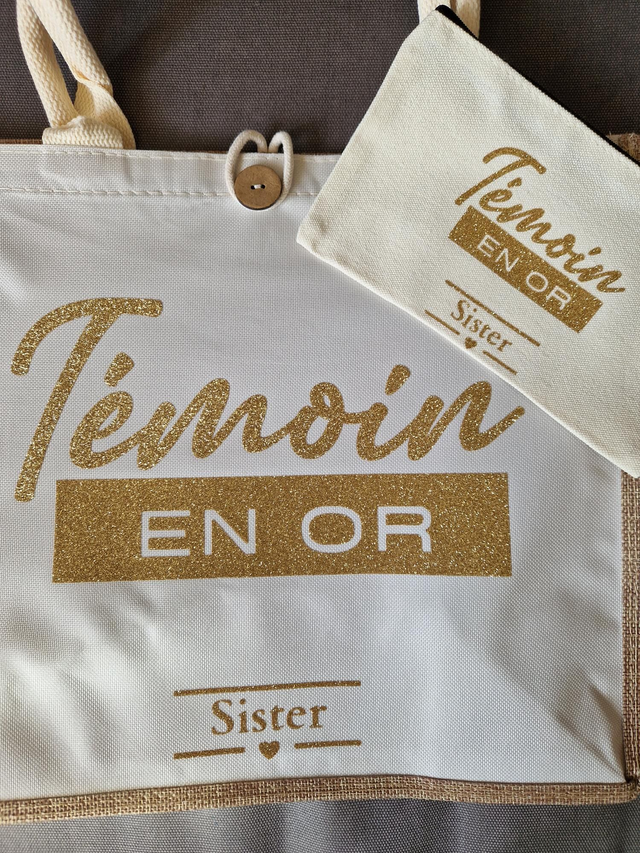 Témoin
EN OR
Sister
Témoin
EN OR
Sister